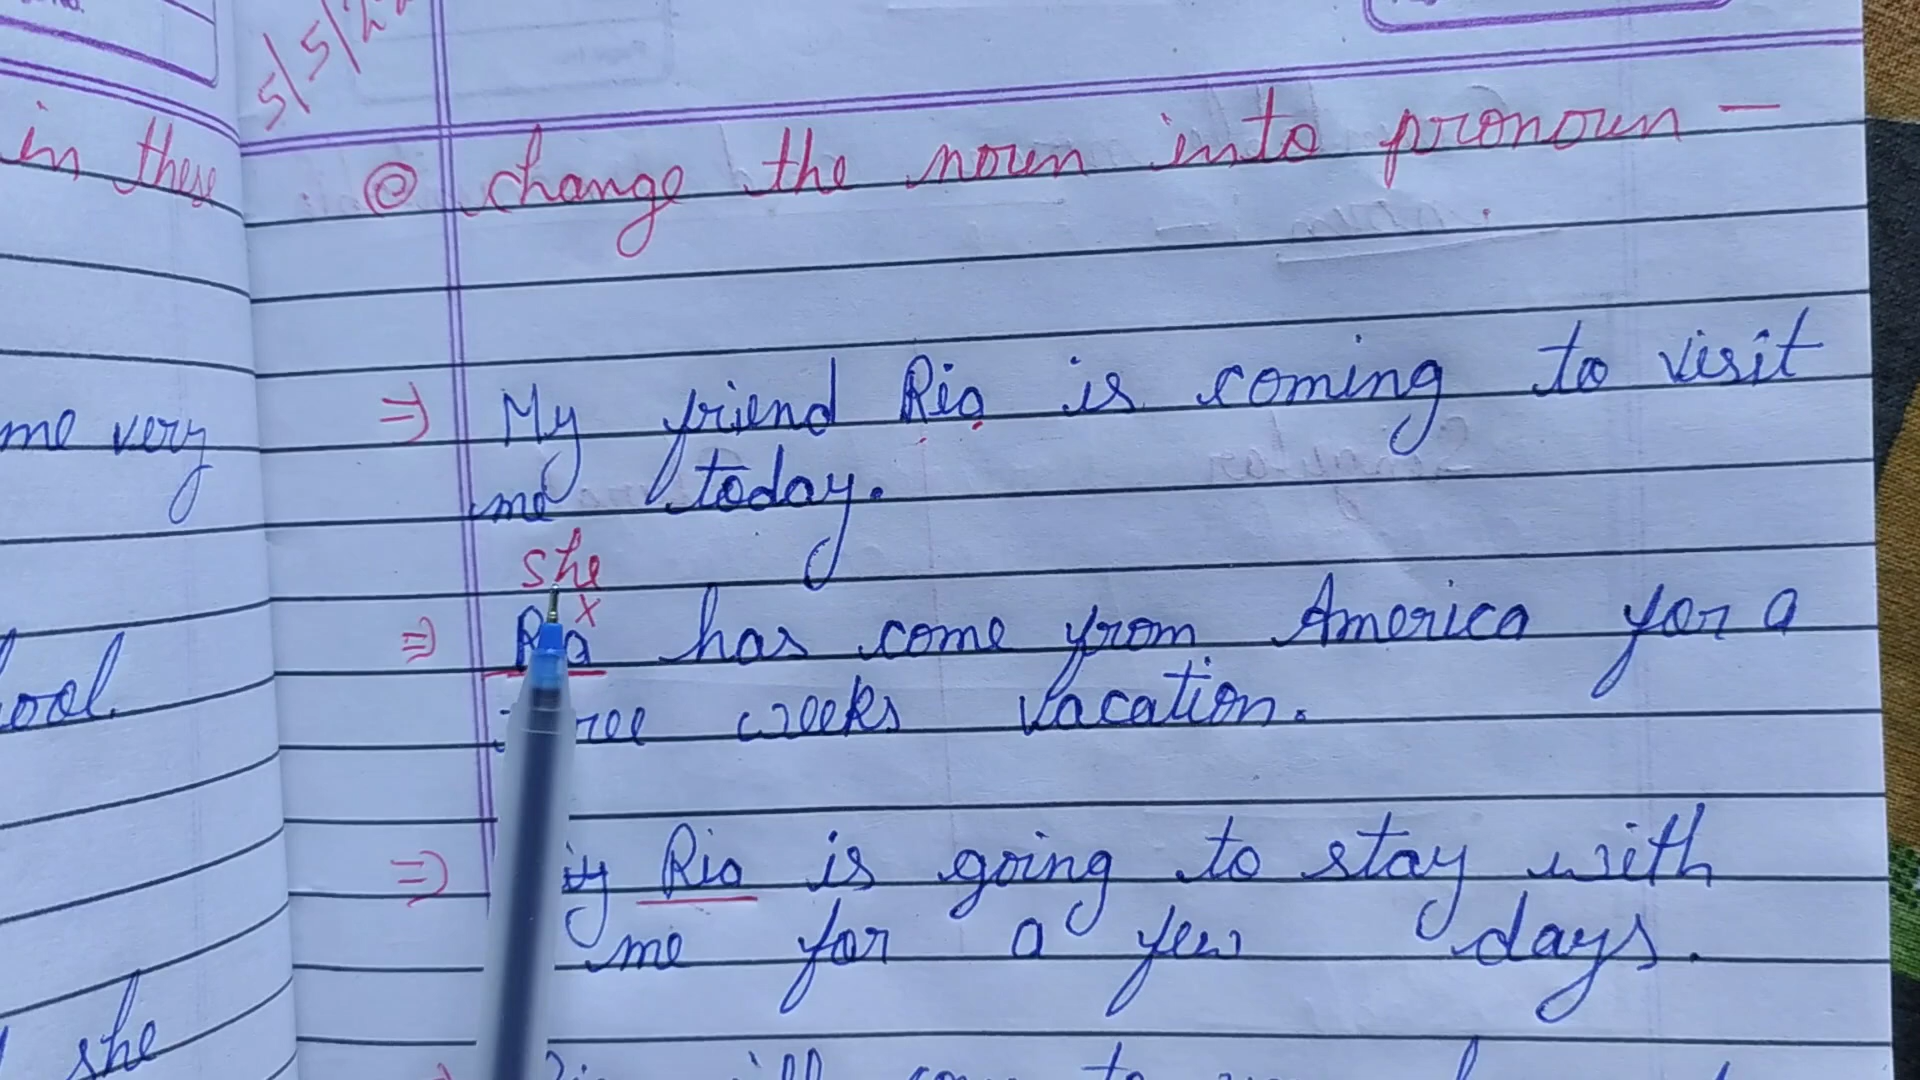 5/5/22
in these
me very
ool.
she
@ change the noun into pronoun -
=) My friend Ria is coming to visit
me today.
she
x
=) Ria has come from America for a
weeks vacation.
=) Ria is going to stay with
me for a few days.